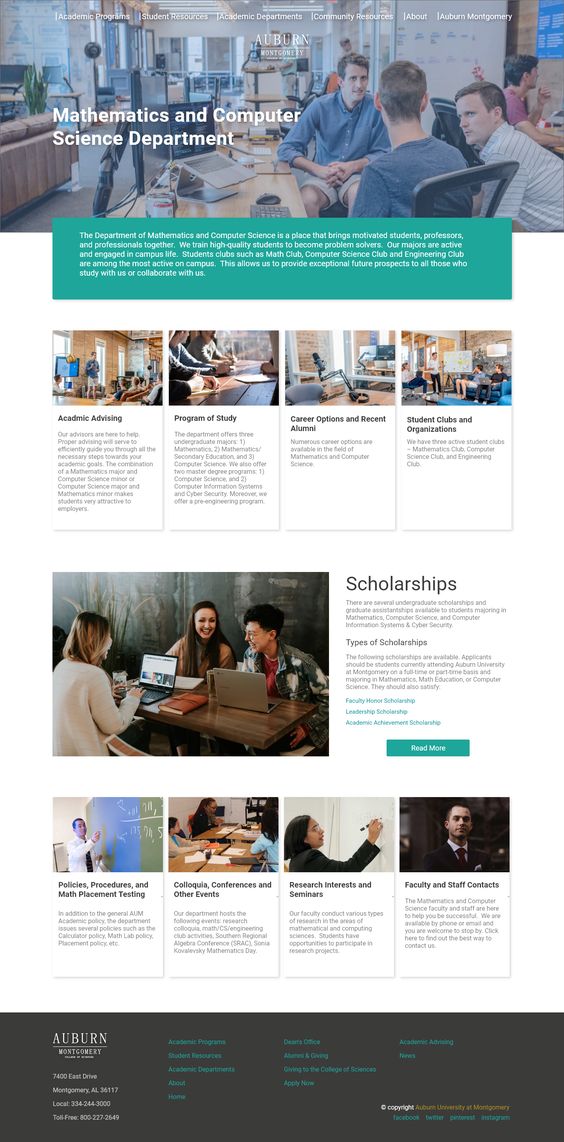 |Academic Programs |Student Resources |Academic Departments |Community Resources |About |Auburn Montgomery
AUBURN
MONTGOMERY
Mathematics and Computer
Science Department
The Department of Mathematics and Computer Science is a place that brings motivated students, professors,
and professionals together. We train high-quality students to become problem solvers. Our majors are active
and engaged in campus life. Students clubs such as Math Club, Computer Science Club and Engineering Club
are among the most active on campus. This allows us to provide exceptional future prospects to all those who
study with us or collaborate with us.
Acadmic Advising
Our advisors are here to help.
Proper advising will serve to
efficiently guide you through all the
necessary steps towards your
academic goals. The combination
of a Mathematics major and
Computer Science minor or
Computer Science major and
Mathematics minor makes
students very attractive to
employers.
Program of Study
The department offers three
undergraduate majors: 1)
Mathematics, 2) Mathematics/
Secondary Education, and 3)
Computer Science. We also offer
two master degree programs: 1)
Computer Science, and 2)
Computer Information Systems
and Cyber Security. Moreover, we
offer a pre-engineering program.
Career Options and Recent
Alumni
Numerous career options are
available in the field of
Mathematics and Computer
Science.
Student Clubs and
Organizations
We have three active student clubs
– Mathematics Club, Computer
Science Club, and Engineering
Club.
Scholarships
There are several undergraduate scholarships and
graduate assistantships available to students majoring in
Mathematics, Computer Science, and Computer
Information Systems & Cyber Security.
Types of Scholarships
The following scholarships are available. Applicants
should be students currently attending Auburn University
at Montgomery on a full-time or part-time basis and
majoring in Mathematics, Math Education, or Computer
Science. They should also satisfy:
Faculty Honor Scholarship
Leadership Scholarship
Academic Achievement Scholarship
Read More
Policies, Procedures, and
Math Placement Testing
In addition to the general AUM
Academic policy, the department
issues several policies such as the
Calculator policy, Math Lab policy,
Placement policy, etc.
Colloquia, Conferences and
Other Events
Our department hosts the
following events: research
colloquia, math/CS/engineering
club activities, Southern Regional
Algebra Conference (SRAC), Sonia
Kovalevsky Mathematics Day.
Research Interests and
Seminars
Our faculty conduct various types
of research in the areas of
mathematical and computing
sciences. Students have
opportunities to participate in
research projects.
Faculty and Staff Contacts
The Mathematics and Computer
Science faculty and staff are here
to help you be successful. We are
available by phone or email and
you are welcome to stop by. Click
here to find out the best way to
contact us.
AUBURN
MONTGOMERY
7400 East Drive
Montgomery, AL 36117
Local: 334-244-3000
Toll-Free: 800-227-2649
Academic Programs
Student Resources
Academic Departments
About
Home
Dean's Office
Alumni & Giving
Giving to the College of Sciences
Apply Now
Academic Advising
News
© copyright Auburn University at Montgomery
facebook twitter pinterest instagram